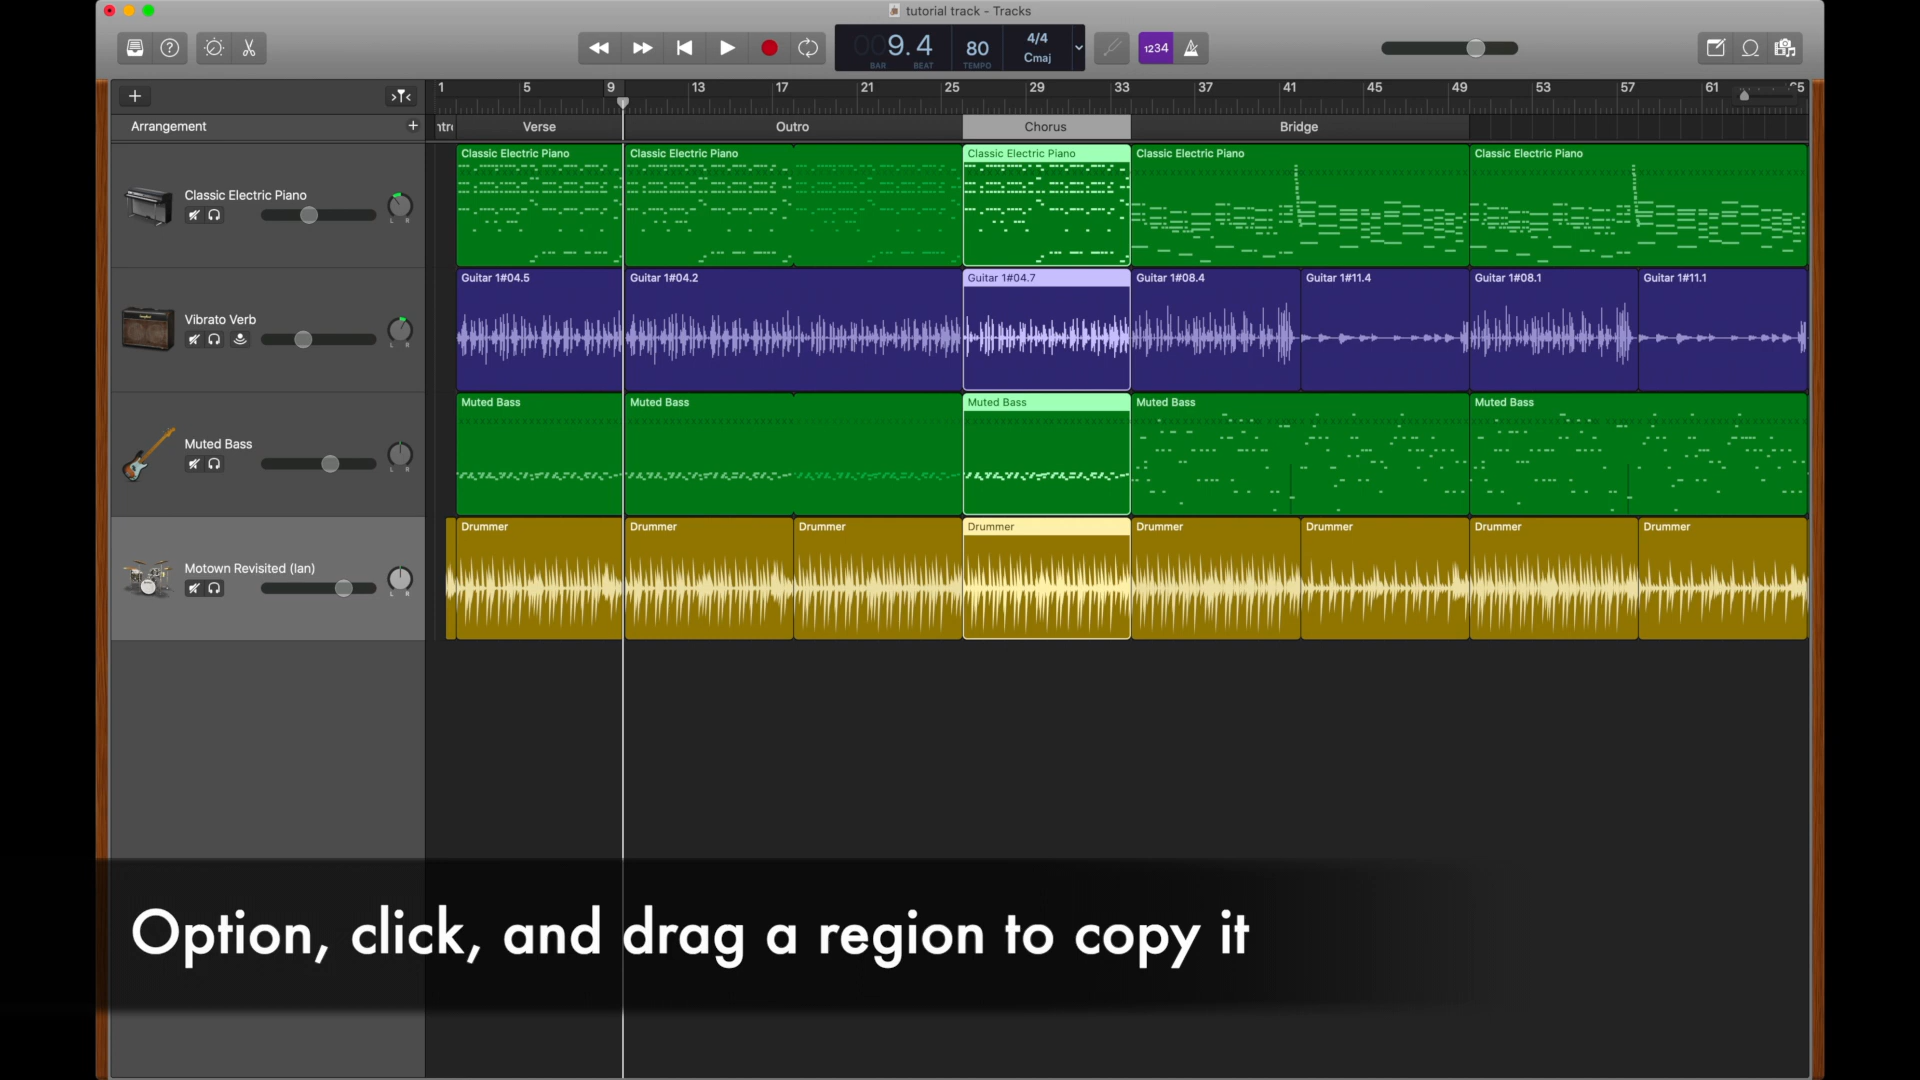 tutorial track - Tracks
009.4
BAR BEAT
80
TEMPO
4/4
Cmaj
1234
1 5 9 13 17 21 25 29 33 37 41 45 49 53 57 61 65
Arrangement
ntro Verse Outro Chorus Bridge
Classic Electric Piano Classic Electric Piano Classic Electric Piano Classic Electric Piano Classic Electric Piano
Classic Electric Piano
L R
Guitar 1#04.5 Guitar 1#04.2 Guitar 1#04.7 Guitar 1#08.4 Guitar 1#11.4 Guitar 1#08.1 Guitar 1#11.1
Vibrato Verb
L R
Muted Bass Muted Bass Muted Bass Muted Bass Muted Bass
Muted Bass
L R
Drummer Drummer Drummer Drummer Drummer Drummer Drummer Drummer
Motown Revisited (Ian)
L R
Option, click, and drag a region to copy it